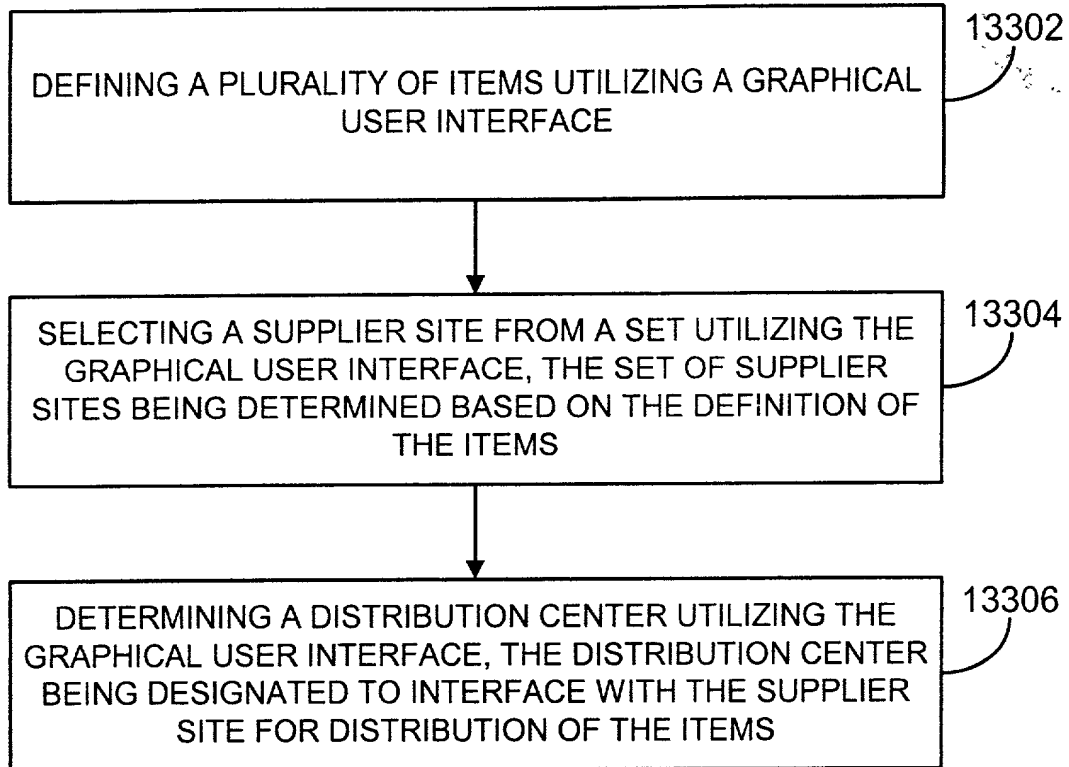 13302
DEFINING A PLURALITY OF ITEMS UTILIZING A GRAPHICAL
USER INTERFACE
13304
SELECTING A SUPPLIER SITE FROM A SET UTILIZING THE
GRAPHICAL USER INTERFACE, THE SET OF SUPPLIER
SITES BEING DETERMINED BASED ON THE DEFINITION OF
THE ITEMS
13306
DETERMINING A DISTRIBUTION CENTER UTILIZING THE
GRAPHICAL USER INTERFACE, THE DISTRIBUTION CENTER
BEING DESIGNATED TO INTERFACE WITH THE SUPPLIER
SITE FOR DISTRIBUTION OF THE ITEMS